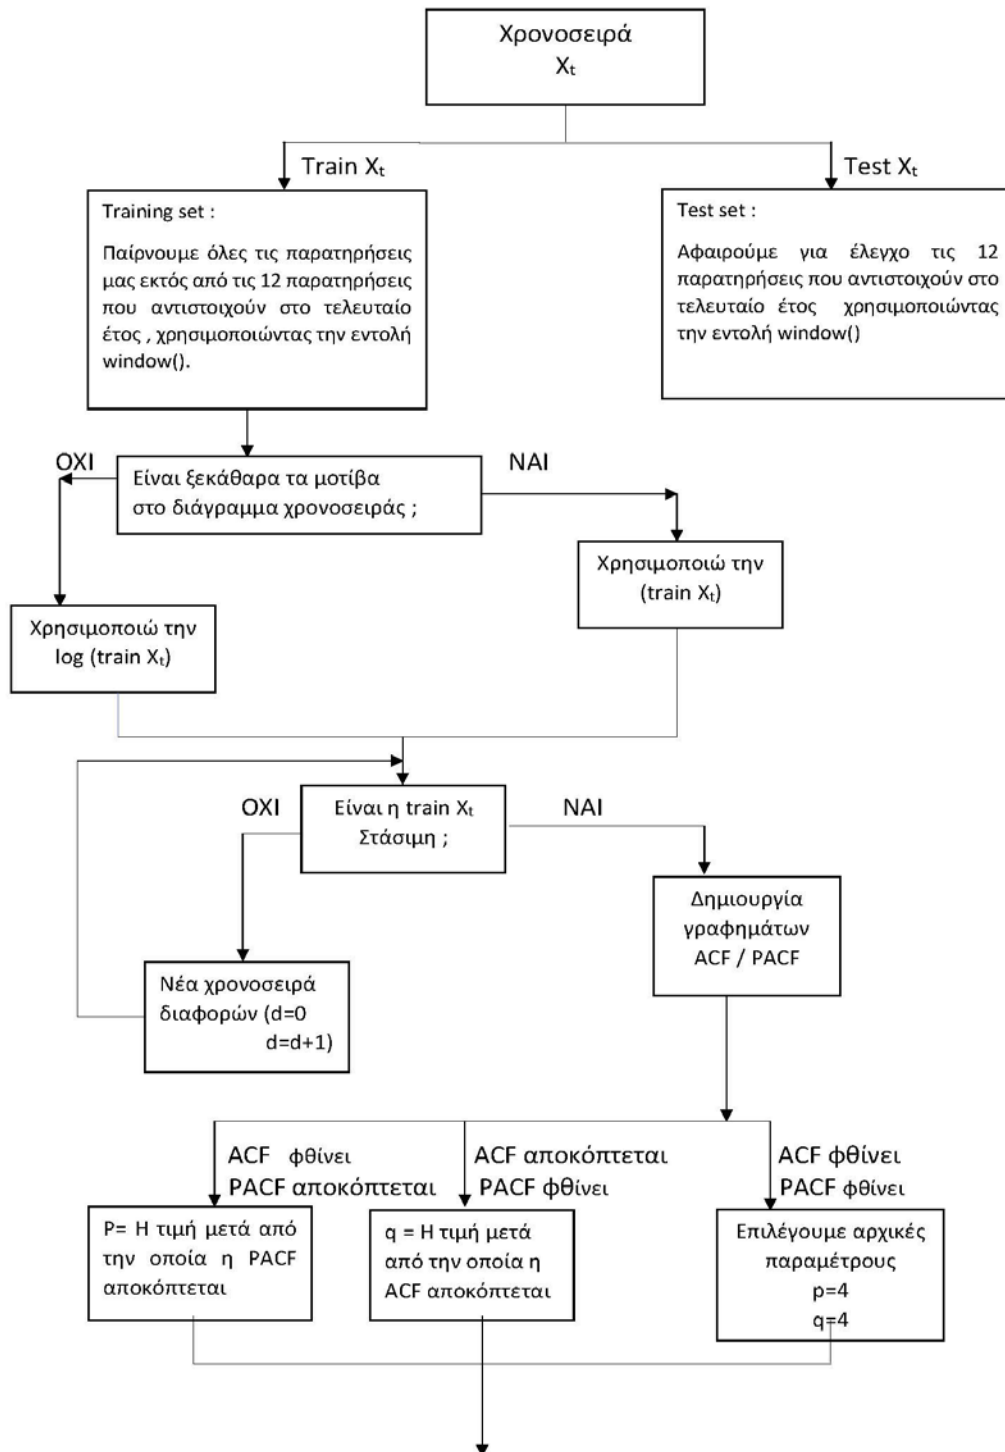 Χρονοσειρά
Xₜ
Train Xₜ
Test Xₜ
Training set :
Παίρνουμε όλες τις παρατηρήσεις
μας εκτός από τις 12 παρατηρήσεις
που αντιστοιχούν στο τελευταίο
έτος , χρησιμοποιώντας την εντολή
window().
Test set :
Αφαιρούμε για έλεγχο τις 12
παρατηρήσεις που αντιστοιχούν στο
τελευταίο έτος χρησιμοποιώντας
την εντολή window()
ΟΧΙ
ΝΑΙ
Είναι ξεκάθαρα τα μοτίβα
στο διάγραμμα χρονοσειράς ;
Χρησιμοποιώ την
(train Xₜ)
Χρησιμοποιώ την
log (train Xₜ)
ΟΧΙ
ΝΑΙ
Είναι η train Xₜ
Στάσιμη ;
Δημιουργία
γραφημάτων
ACF / PACF
Νέα χρονοσειρά
διαφορών (d=0
d=d+1)
ACF φθίνει
PACF αποκόπτεται
ACF αποκόπτεται
PACF φθίνει
ACF φθίνει
PACF φθίνει
P= Η τιμή μετά από
την οποία η PACF
αποκόπτεται
q = Η τιμή μετά
από την οποία η
ACF αποκόπτεται
Επιλέγουμε αρχικές
παραμέτρους
p=4
q=4